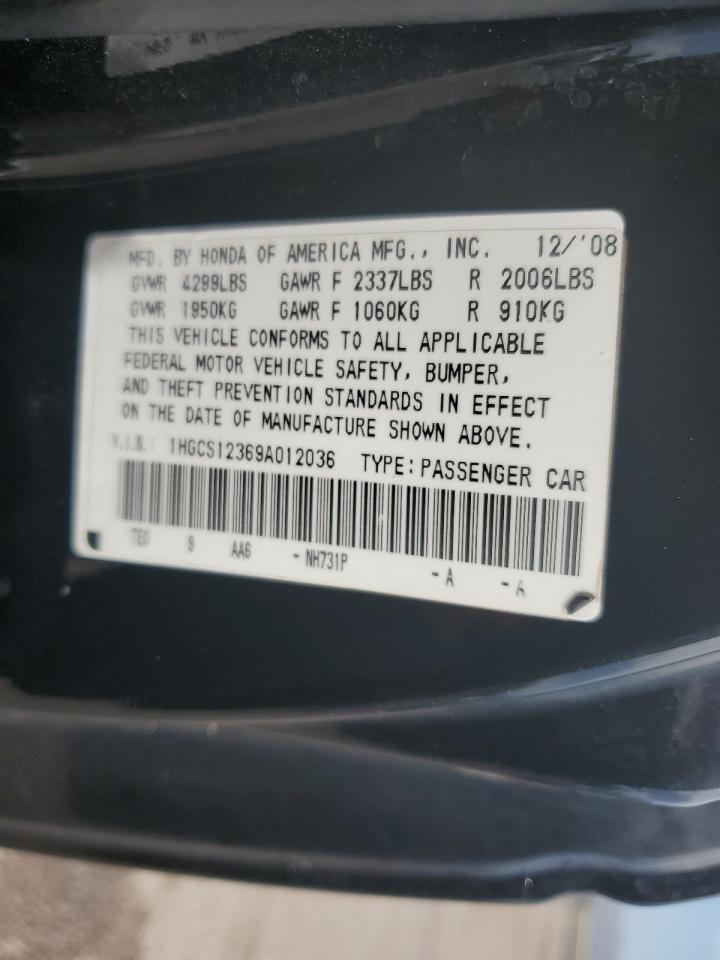 MFD. BY HONDA OF AMERICA MFG., INC. 12/'08
GVWR 4299LBS GAWR F 2337LBS R 2006LBS
GVWR 1950KG GAWR F 1060KG R 910KG
THIS VEHICLE CONFORMS TO ALL APPLICABLE
FEDERAL MOTOR VEHICLE SAFETY, BUMPER,
AND THEFT PREVENTION STANDARDS IN EFFECT
ON THE DATE OF MANUFACTURE SHOWN ABOVE.
V.I.N.: 1HGCS12369A012036 TYPE: PASSENGER CAR
TE0 9 AA6 - NH731P - A - A